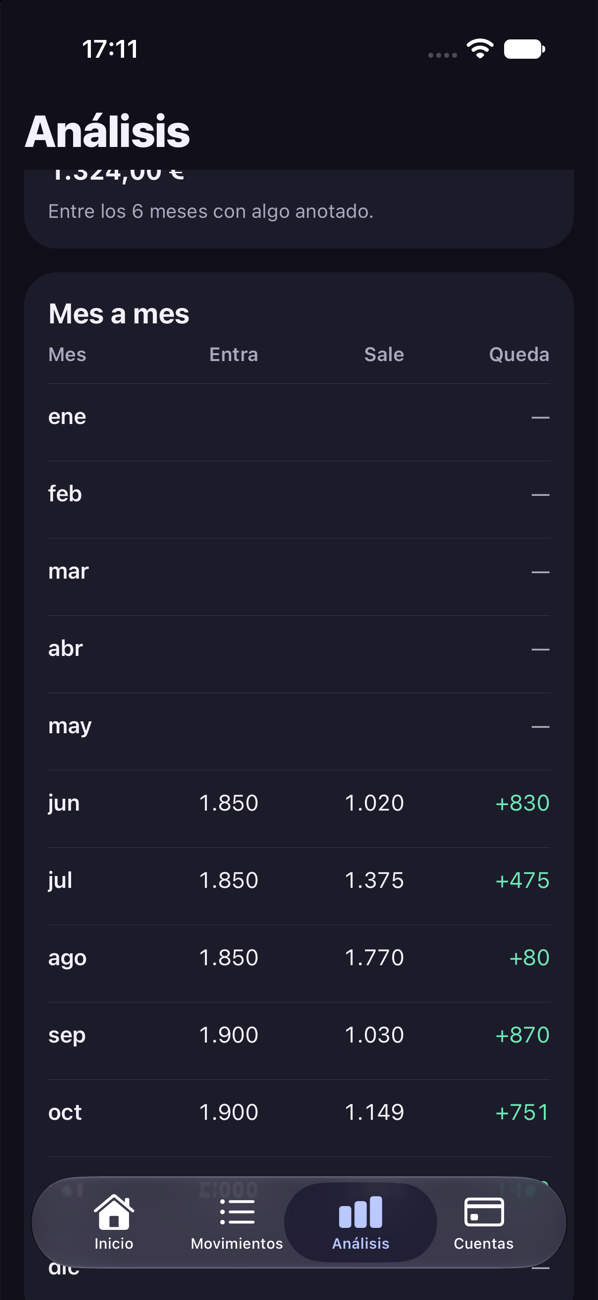 17:11
Análisis
1.324,00 €
Entre los 6 meses con algo anotado.
Mes a mes
Mes Entra Sale Queda
ene —
feb —
mar —
abr —
may —
jun 1.850 1.020 +830
jul 1.850 1.375 +475
ago 1.850 1.770 +80
sep 1.900 1.030 +870
oct 1.900 1.149 +751
Inicio Movimientos Análisis Cuentas
dic —